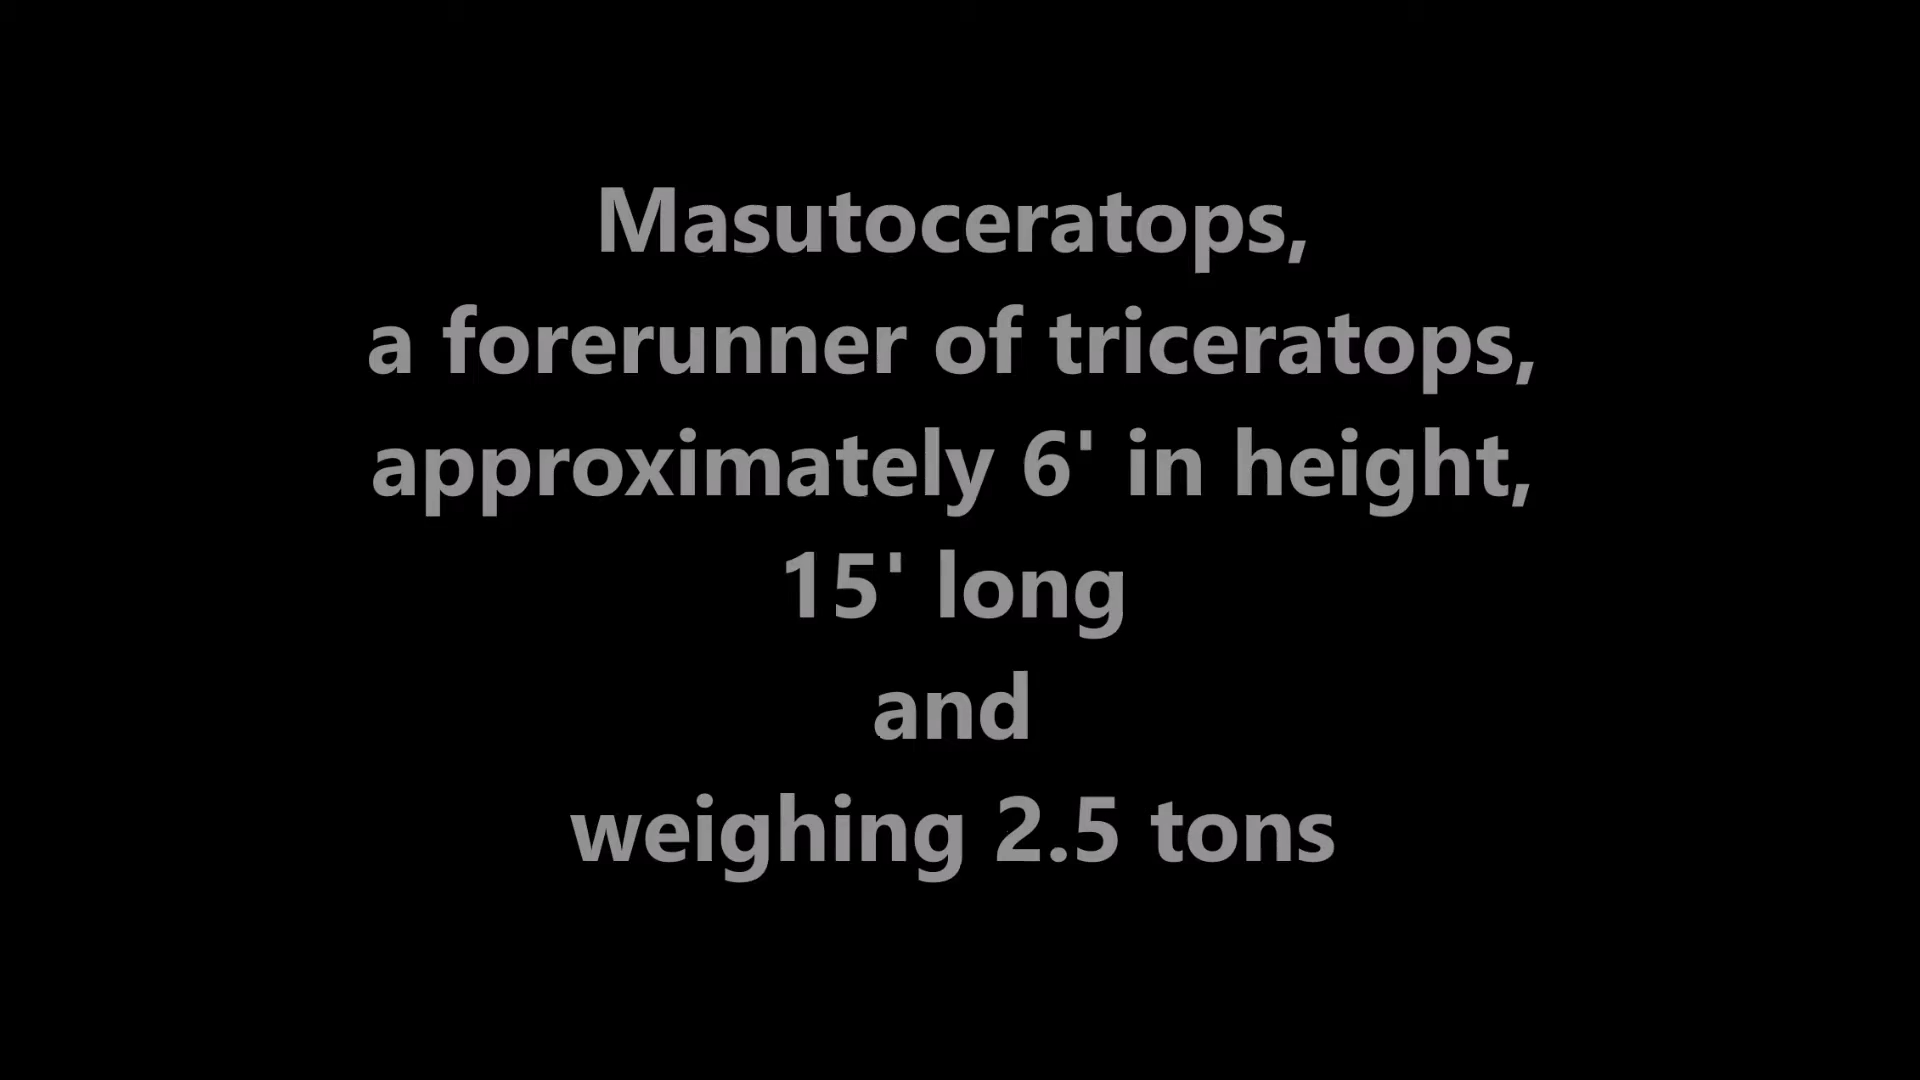 Masutoceratops,
a forerunner of triceratops,
approximately 6' in height,
15' long
and
weighing 2.5 tons